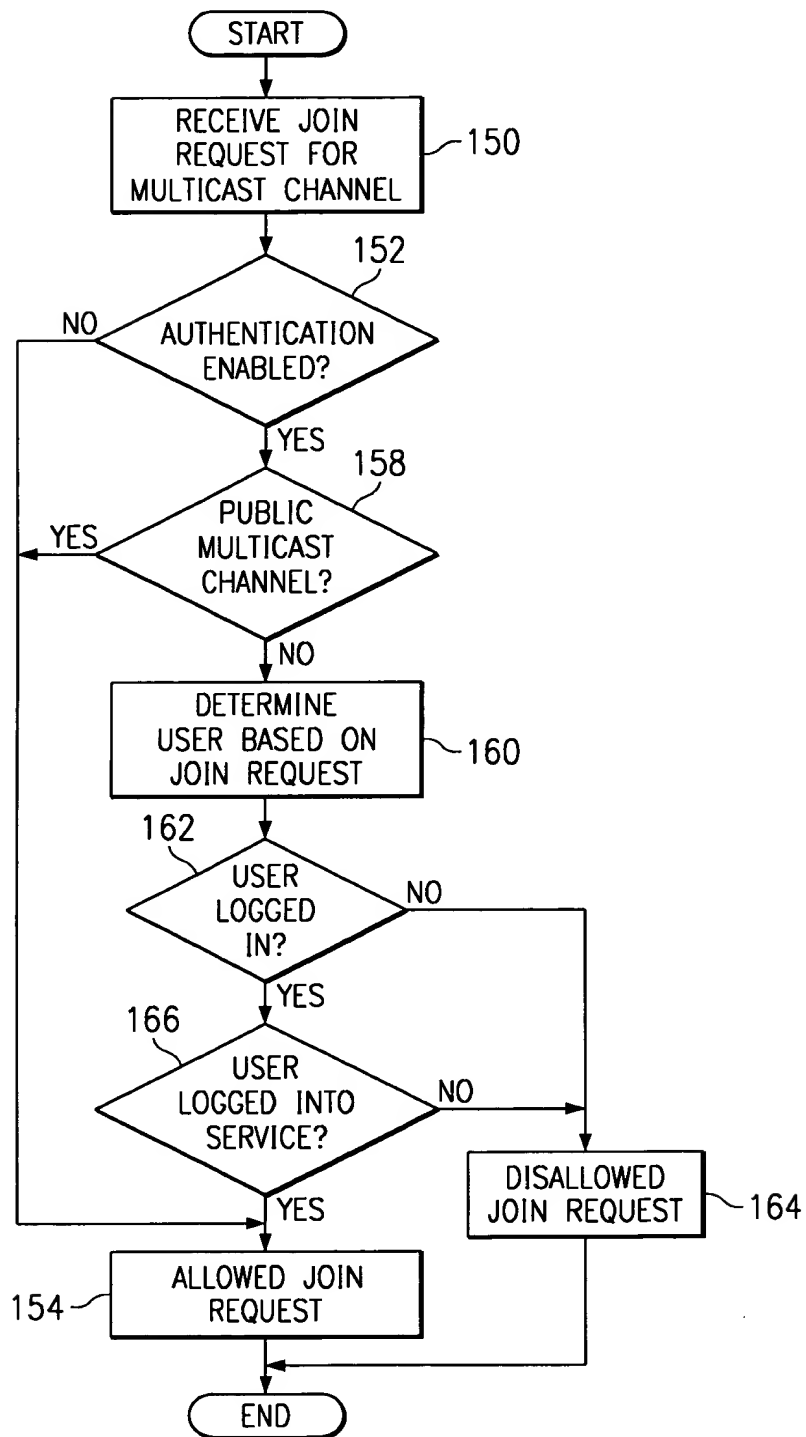 START
RECEIVE JOIN
REQUEST FOR
MULTICAST CHANNEL
150
152
NO
AUTHENTICATION
ENABLED?
YES
158
YES
PUBLIC
MULTICAST
CHANNEL?
NO
DETERMINE
USER BASED ON
JOIN REQUEST
160
162
USER
LOGGED
IN?
NO
YES
166
USER
LOGGED INTO
SERVICE?
NO
YES
DISALLOWED
JOIN REQUEST
164
ALLOWED JOIN
REQUEST
154
END